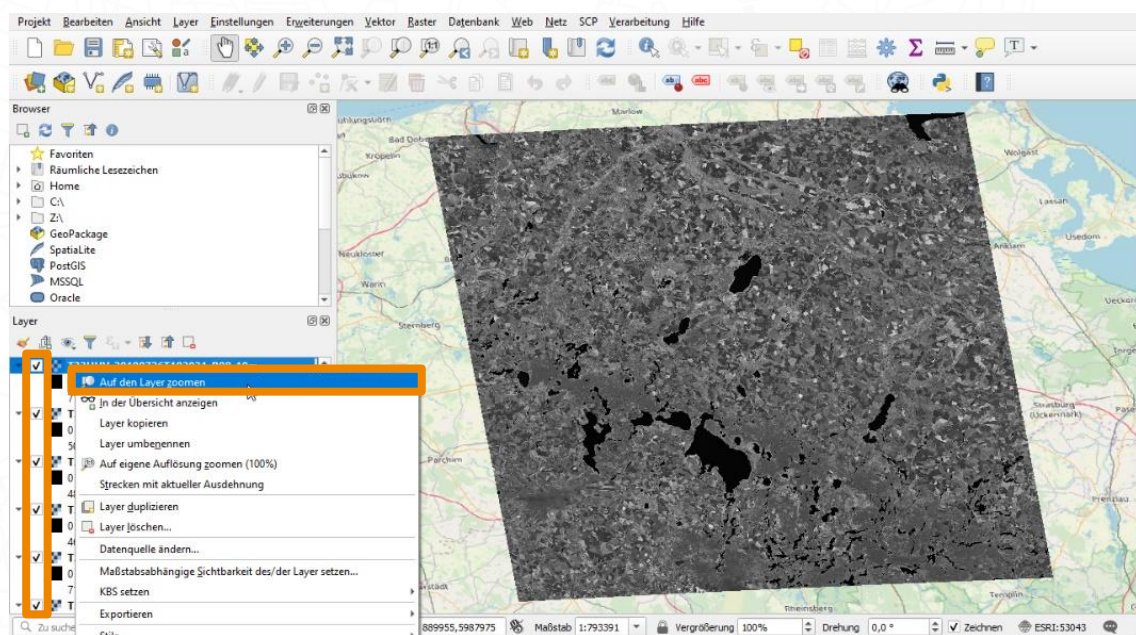 Projekt Bearbeiten Ansicht Layer Einstellungen Erweiterungen Vektor Raster Datenbank Web Netz SCP Verarbeitung Hilfe
Browser
Favoriten
Räumliche Lesezeichen
Home
C:\
Z:\
GeoPackage
SpatiaLite
PostGIS
MSSQL
Oracle
Layer
Auf den Layer zoomen
In der Übersicht anzeigen
Layer kopieren
Layer umbenennen
Auf eigene Auflösung zoomen (100%)
Strecken mit aktueller Ausdehnung
Layer duplizieren
Layer löschen...
Datenquelle ändern...
Maßstabsabhängige Sichtbarkeit des/der Layer setzen...
KBS setzen
Exportieren
Marlow
Bad
Kröpelin
Wolgast
Lassan
Usedom
Anklam
Neukloster
Warin
Sternberg
Strasburg
(Uckermark)
Parchim
Prenzlau
Templin
Rheinsberg
Zu suche
889955,5987975 Maßstab 1:793391 Vergrößerung 100% Drehung 0,0 ° Zeichnen ESRI:53043